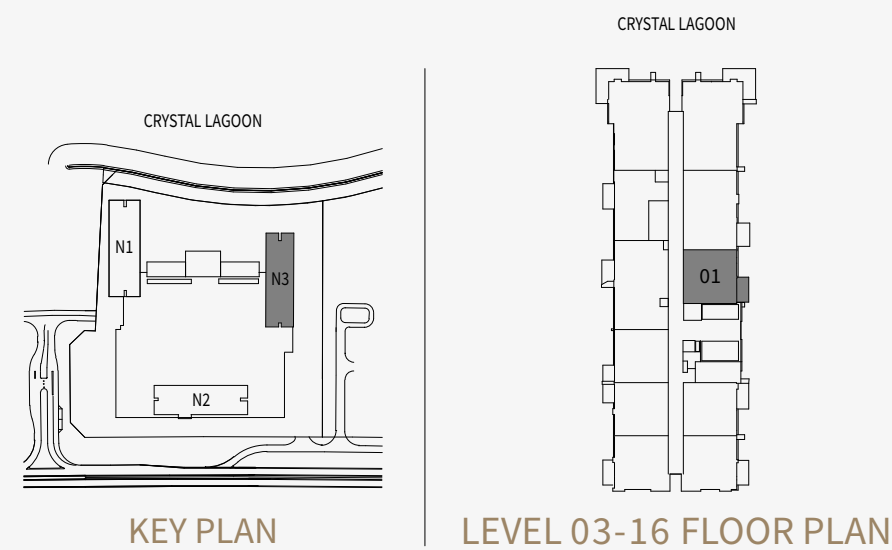 CRYSTAL LAGOON
N1
N3
N2
KEY PLAN
CRYSTAL LAGOON
01
LEVEL 03-16 FLOOR PLAN